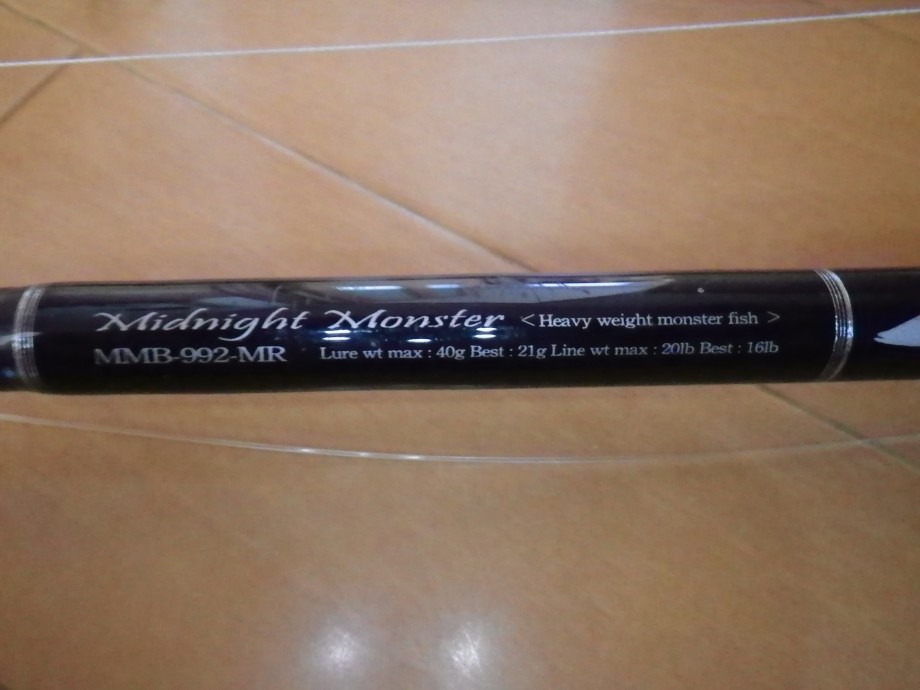 Midnight Monster <Heavy weight monster fish>
MMB-992-MR Lure wt max : 40g Best : 21g Line wt max : 20lb Best : 16lb